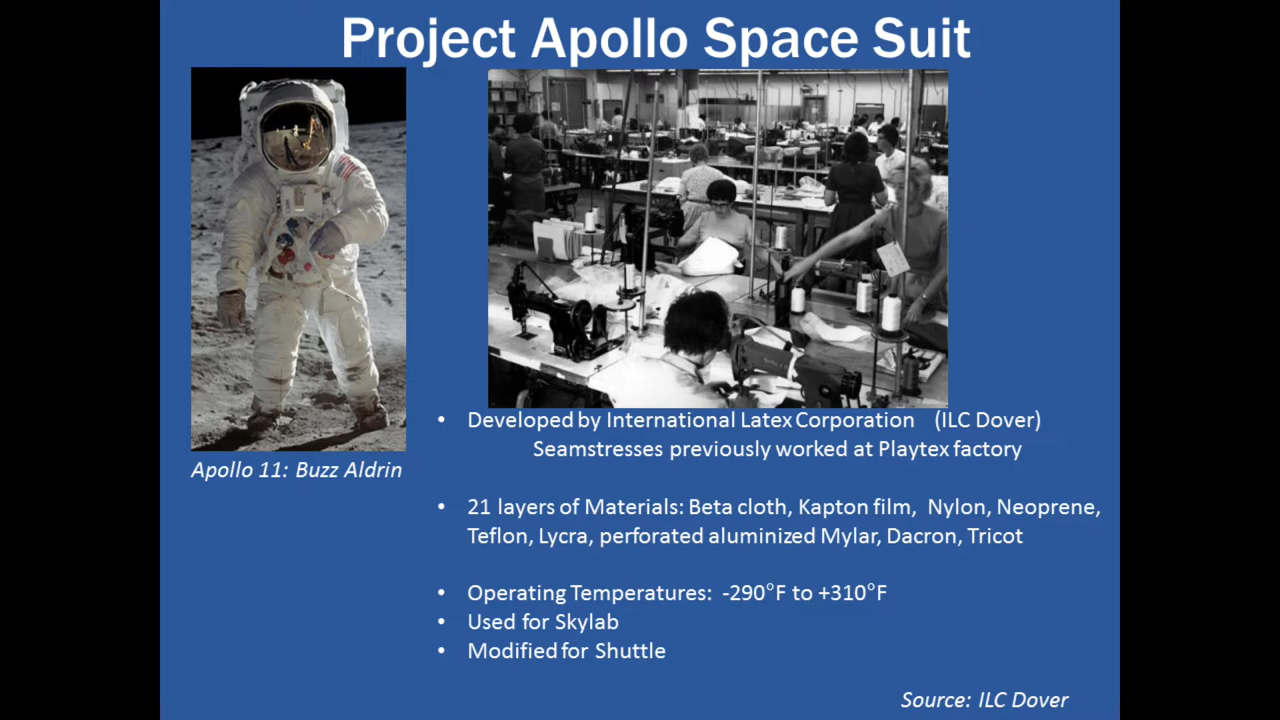 Project Apollo Space Suit
Apollo 11: Buzz Aldrin
• Developed by International Latex Corporation (ILC Dover)
Seamstresses previously worked at Playtex factory
• 21 layers of Materials: Beta cloth, Kapton film, Nylon, Neoprene,
Teflon, Lycra, perforated aluminized Mylar, Dacron, Tricot
• Operating Temperatures: -290°F to +310°F
• Used for Skylab
• Modified for Shuttle
Source: ILC Dover